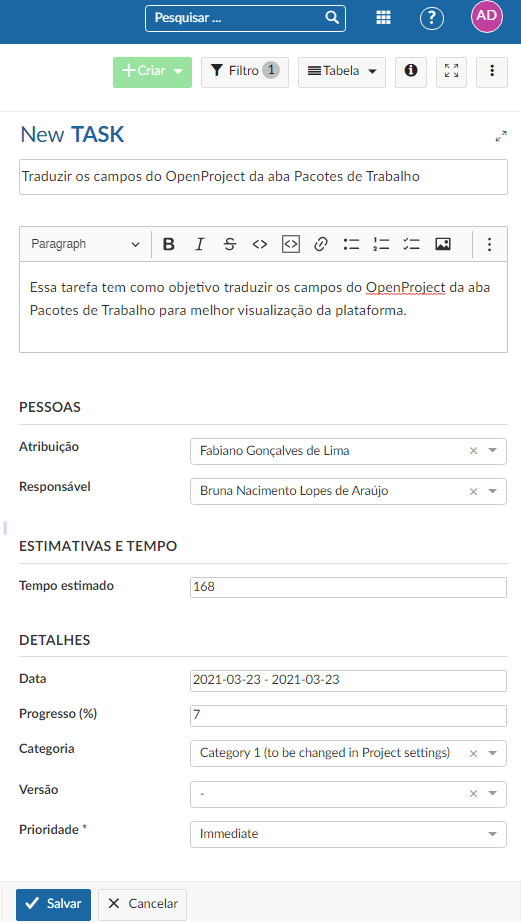 Pesquisar ...
?
AD
Criar
Filtro 1
Tabela
New TASK
Traduzir os campos do OpenProject da aba Pacotes de Trabalho
Paragraph
B I S
Essa tarefa tem como objetivo traduzir os campos do OpenProject da aba
Pacotes de Trabalho para melhor visualização da plataforma.
PESSOAS
Atribuição
Fabiano Gonçalves de Lima
Responsável
Bruna Nacimento Lopes de Araújo
ESTIMATIVAS E TEMPO
Tempo estimado
168
DETALHES
Data
2021-03-23 - 2021-03-23
Progresso (%)
7
Categoria
Category 1 (to be changed in Project settings)
Versão
-
Prioridade *
Immediate
Salvar
Cancelar